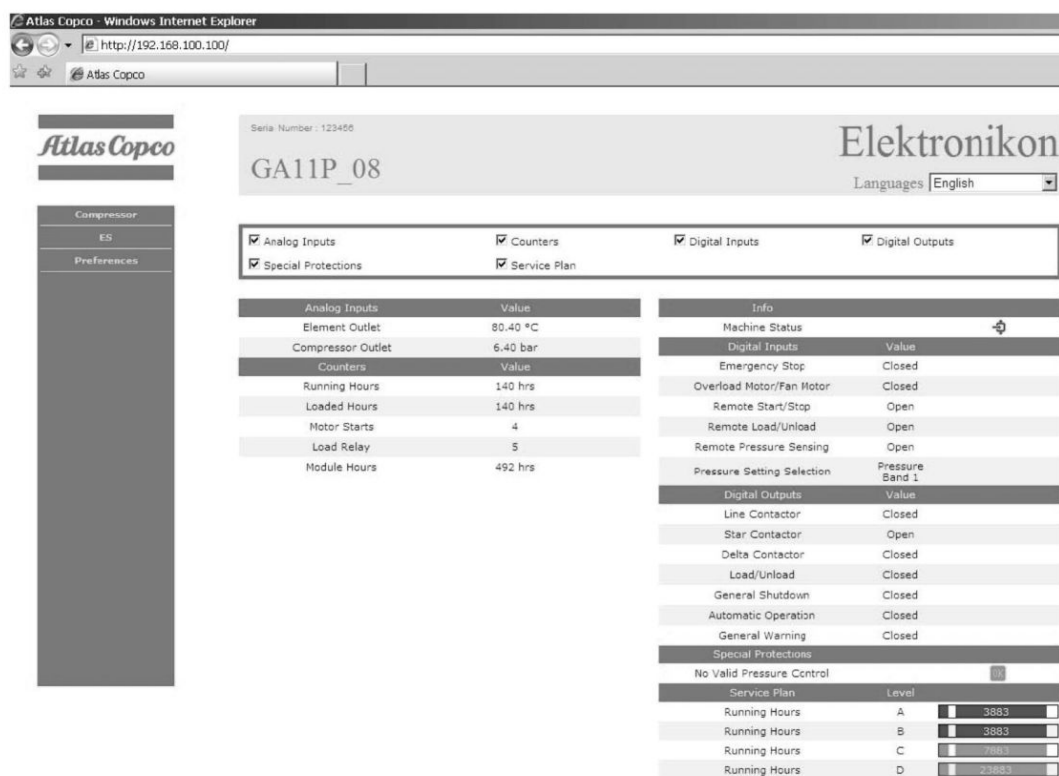 Atlas Copco - Windows Internet Explorer
http://192.168.100.100/
Atlas Copco
Atlas Copco
Serial Number : 123456
GA11P_08
Elektronikon
Languages English
Compressor
ES
Preferences
Analog Inputs Counters Digital Inputs Digital Outputs
Special Protections Service Plan
Analog Inputs Value
Element Outlet 80.40 °C
Compressor Outlet 6.40 bar
Counters Value
Running Hours 140 hrs
Loaded Hours 140 hrs
Motor Starts 4
Load Relay 5
Module Hours 492 hrs
Info
Machine Status
Digital Inputs Value
Emergency Stop Closed
Overload Motor/Fan Motor Closed
Remote Start/Stop Open
Remote Load/Unload Open
Remote Pressure Sensing Open
Pressure Setting Selection Pressure Band 1
Digital Outputs Value
Line Contactor Closed
Star Contactor Open
Delta Contactor Closed
Load/Unload Closed
General Shutdown Closed
Automatic Operation Closed
General Warning Closed
Special Protections
No Valid Pressure Control OK
Service Plan Level
Running Hours A 3883
Running Hours B 3883
Running Hours C 7883
Running Hours D 23883